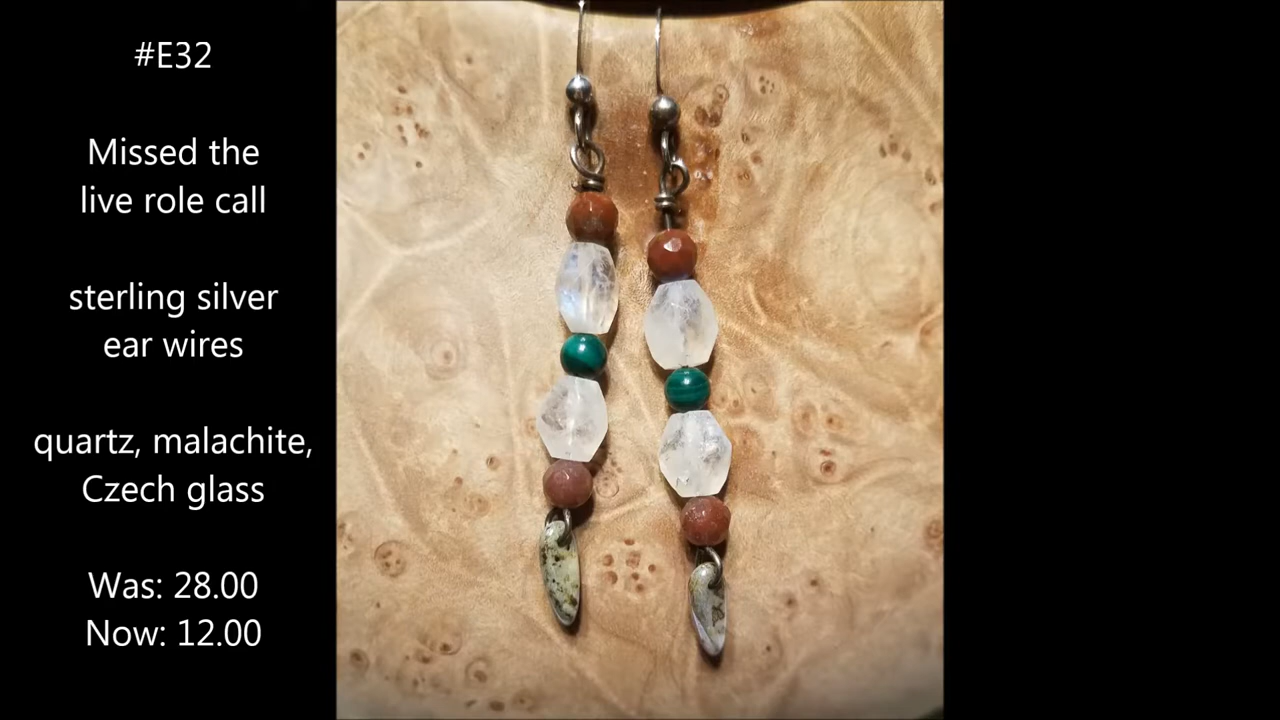 #E32
Missed the
live role call
sterling silver
ear wires
quartz, malachite,
Czech glass
Was: 28.00
Now: 12.00